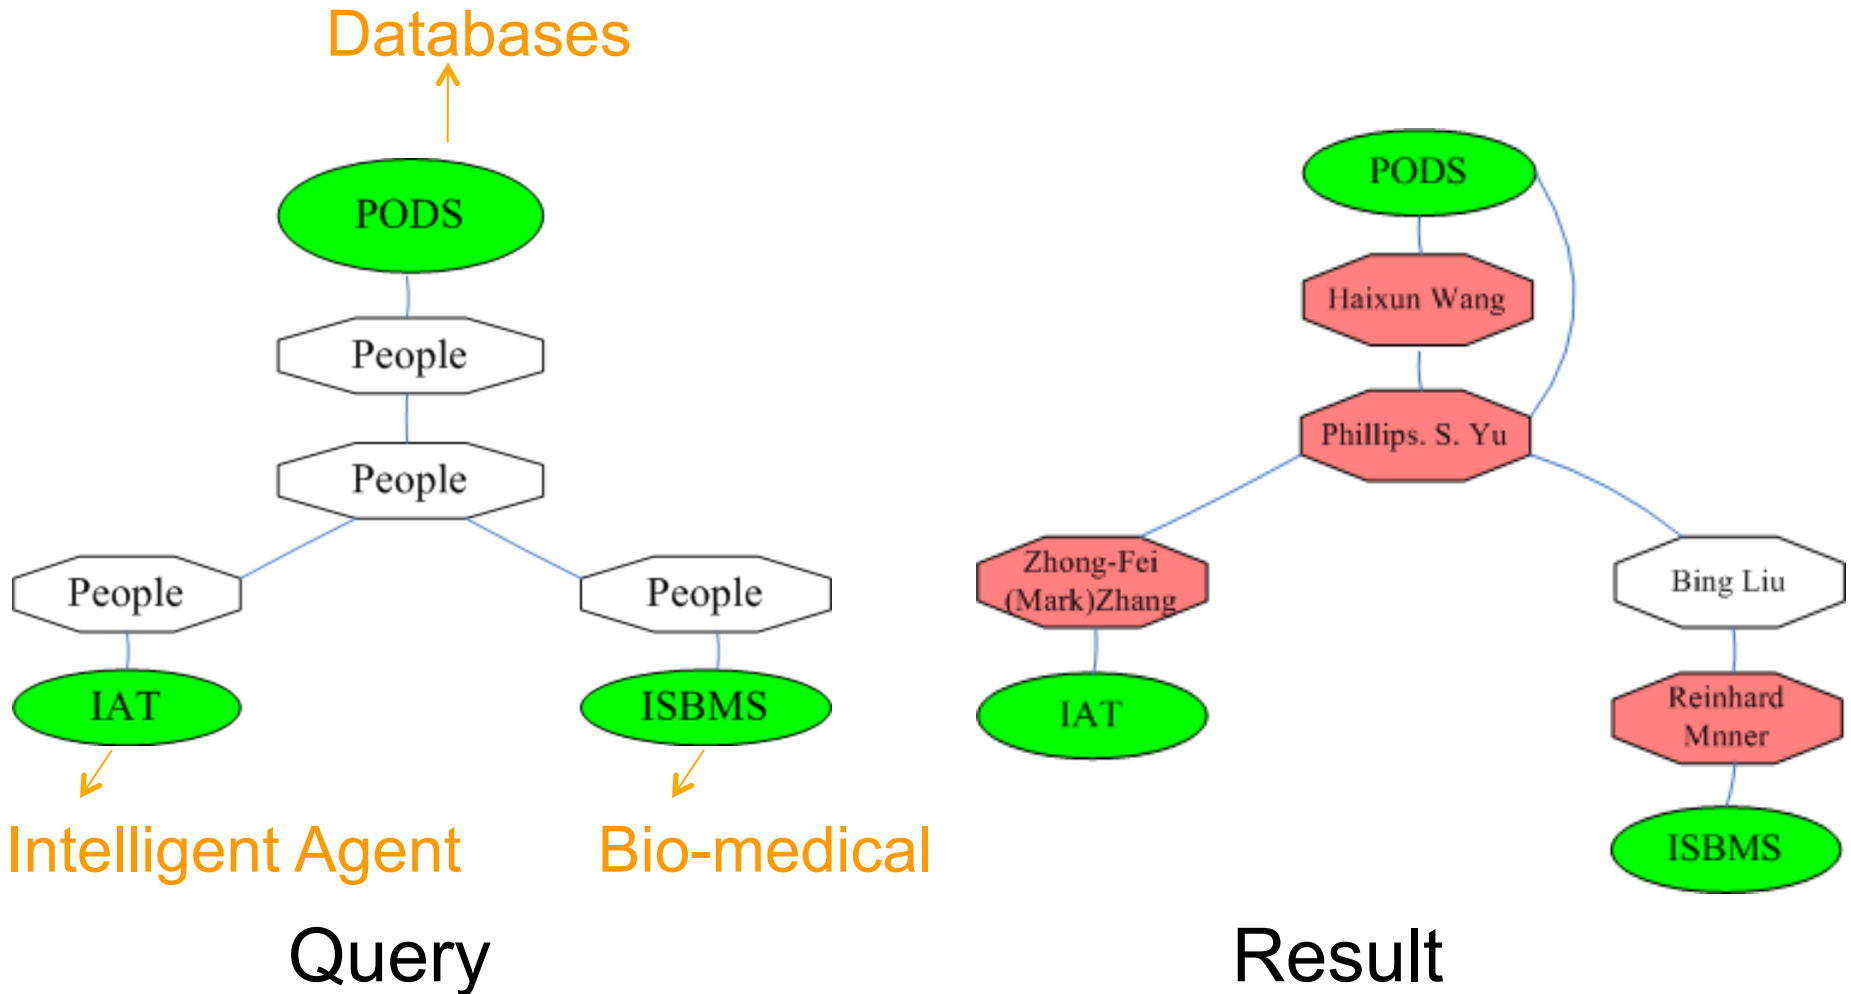 Databases
PODS
People
People
People
People
IAT
ISBMS
Intelligent Agent
Bio-medical
Query
PODS
Haixun Wang
Phillips. S. Yu
Zhong-Fei
(Mark)Zhang
Bing Liu
IAT
Reinhard
Mnner
ISBMS
Result